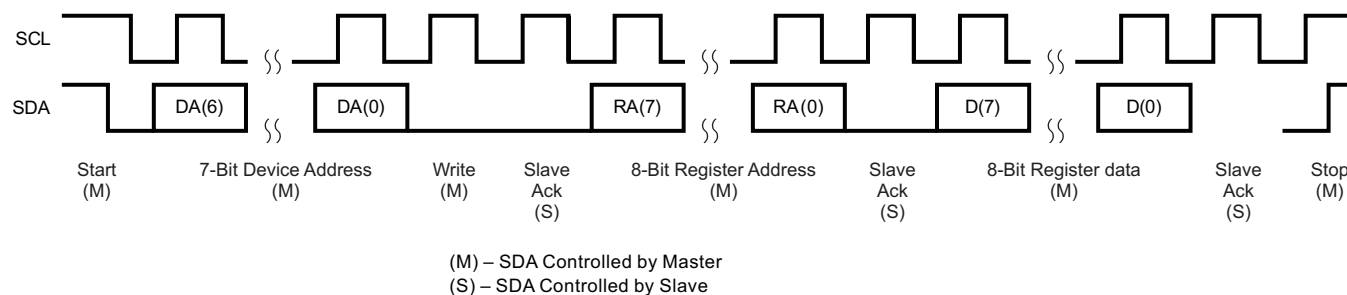 SCL
SDA
DA(6)
DA(0)
RA(7)
RA(0)
D(7)
D(0)
Start
(M)
7-Bit Device Address
(M)
Write
(M)
Slave
Ack
(S)
8-Bit Register Address
(M)
Slave
Ack
(S)
8-Bit Register data
(M)
Slave
Ack
(S)
Stop
(M)
(M) – SDA Controlled by Master
(S) – SDA Controlled by Slave